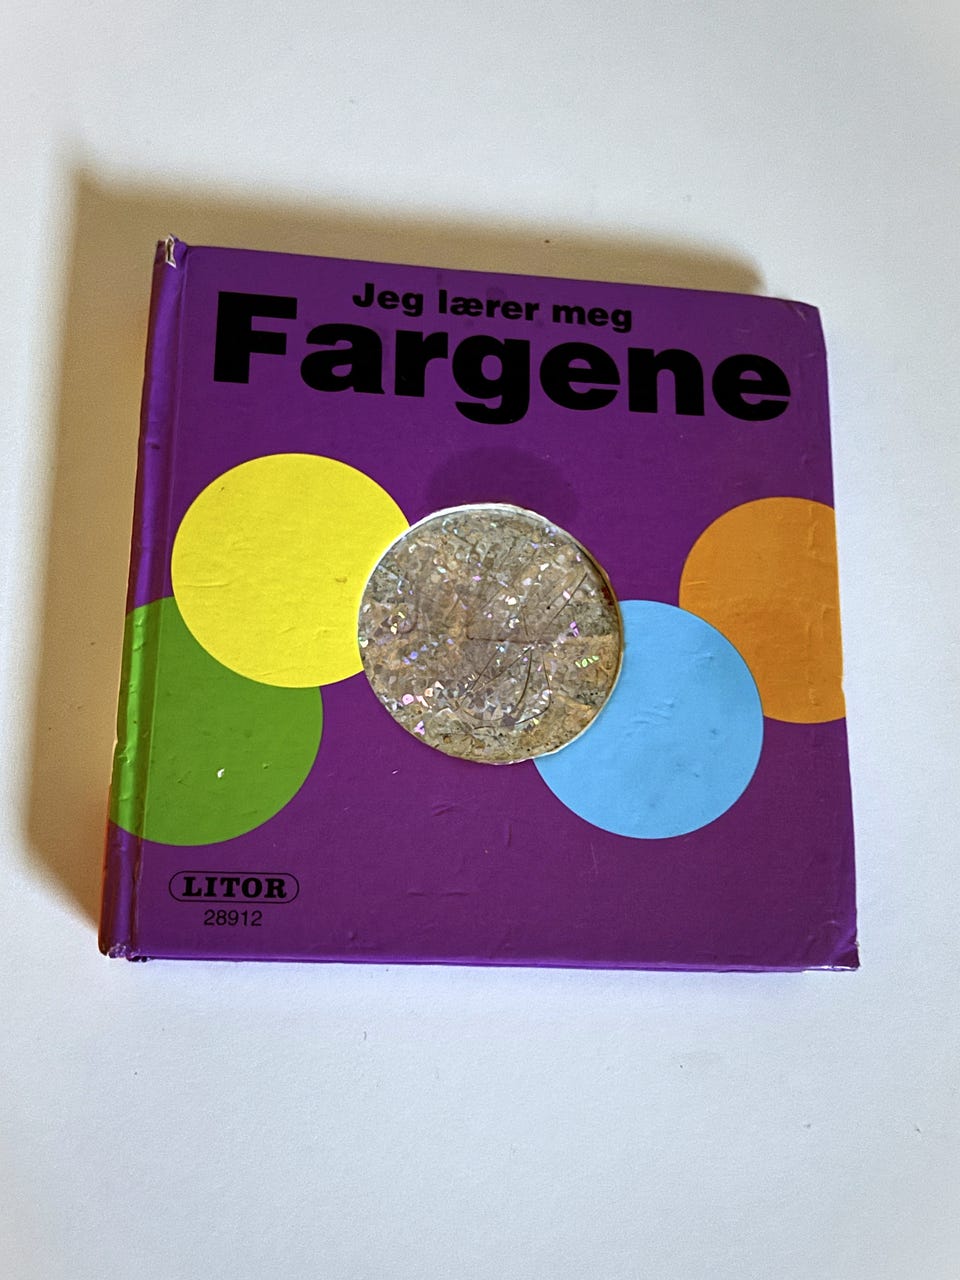 Jeg lærer meg
Fargene
LITOR
28912